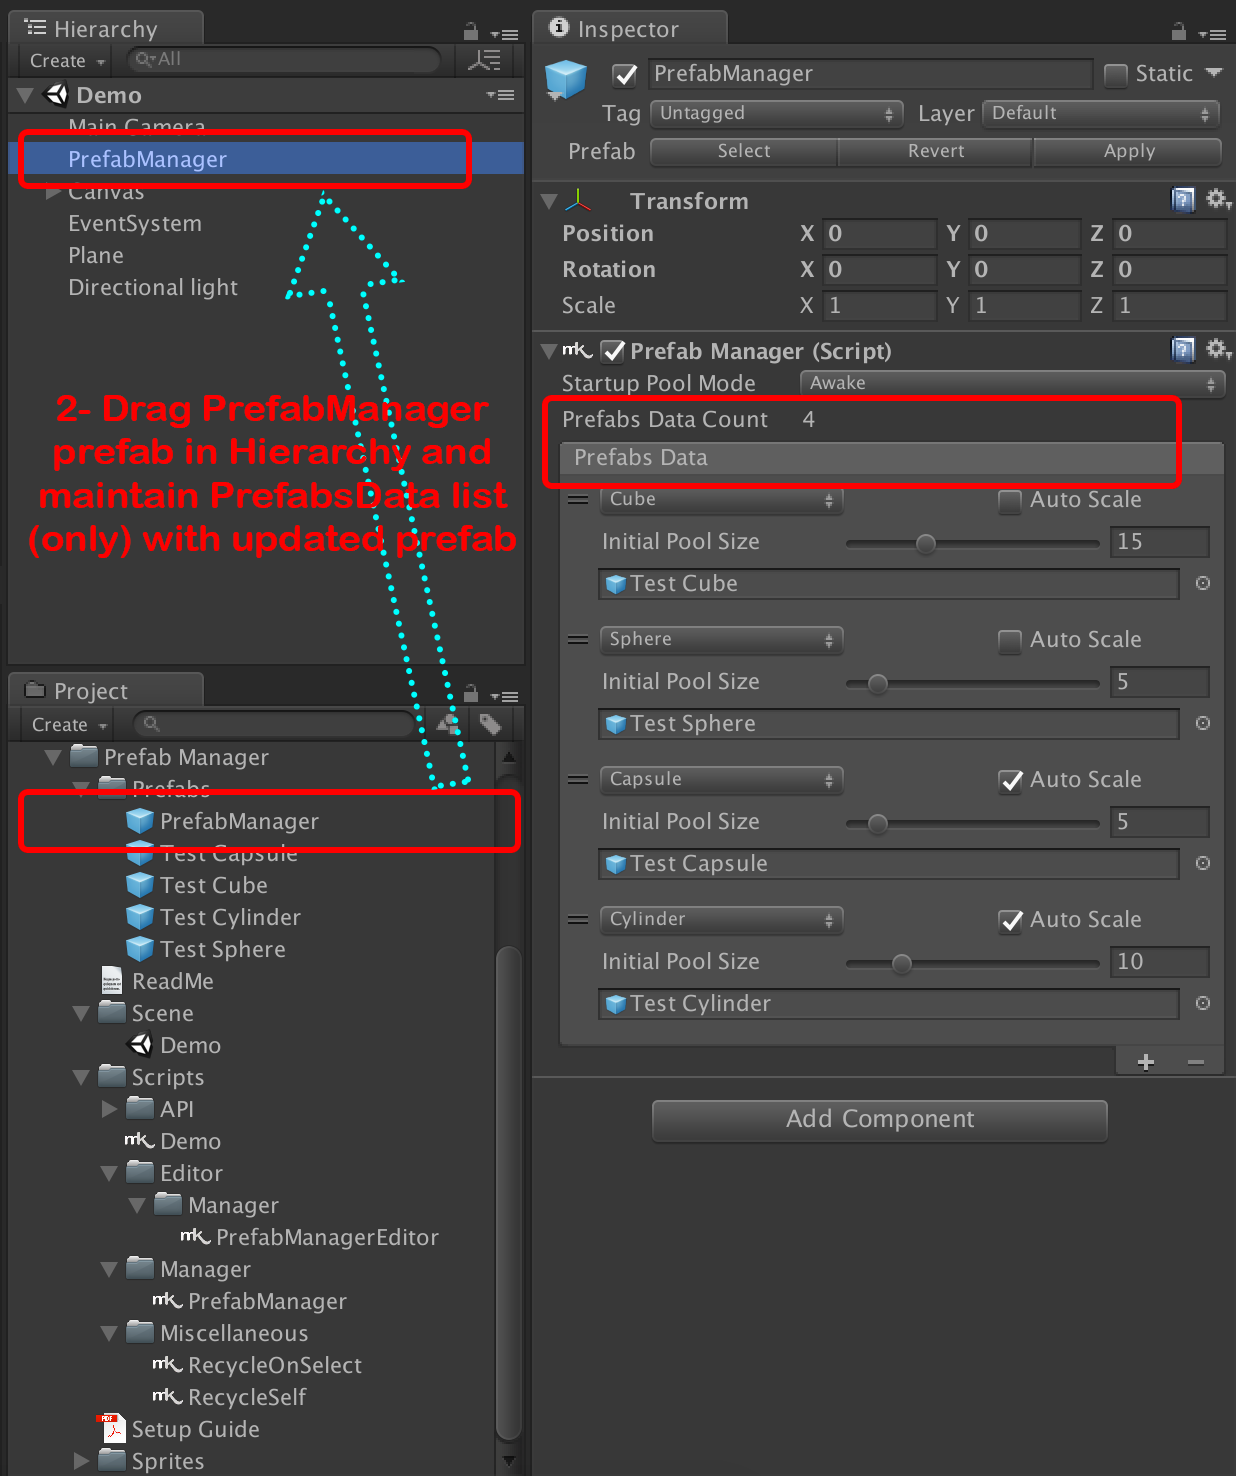 Hierarchy
Create
All
Demo
Main Camera
PrefabManager
Canvas
EventSystem
Plane
Directional light
2- Drag PrefabManager
prefab in Hierarchy and
maintain PrefabsData list
(only) with updated prefab
Project
Create
Prefab Manager
Prefabs
PrefabManager
Test Capsule
Test Cube
Test Cylinder
Test Sphere
ReadMe
Scene
Demo
Scripts
API
Demo
Editor
Manager
PrefabManagerEditor
Manager
PrefabManager
Miscellaneous
RecycleOnSelect
RecycleSelf
PDF
Setup Guide
Sprites
Inspector
PrefabManager Static
Tag Untagged Layer Default
Prefab Select Revert Apply
Transform
Position X 0 Y 0 Z 0
Rotation X 0 Y 0 Z 0
Scale X 1 Y 1 Z 1
Prefab Manager (Script)
Startup Pool Mode Awake
Prefabs Data Count 4
Prefabs Data
Cube Auto Scale
Initial Pool Size 15
Test Cube
Sphere Auto Scale
Initial Pool Size 5
Test Sphere
Capsule Auto Scale
Initial Pool Size 5
Test Capsule
Cylinder Auto Scale
Initial Pool Size 10
Test Cylinder
+ −
Add Component